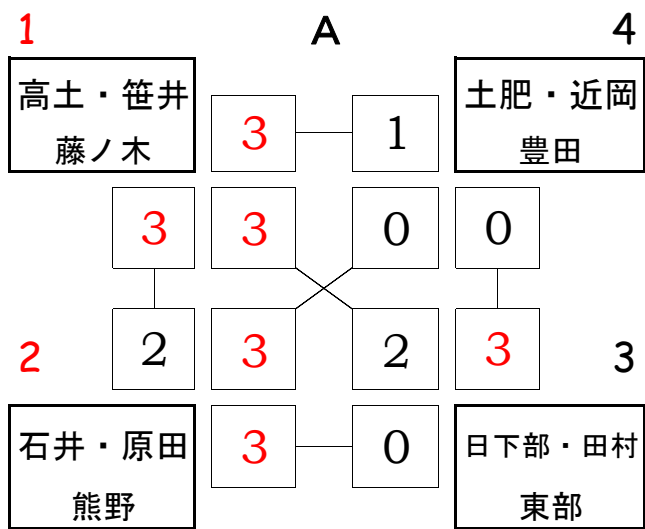 1 A 4
高土・笹井
藤ノ木
3 1
土肥・近岡
豊田
3 3 0 0
2 3 2 3
2 3
石井・原田
熊野
3 0
日下部・田村
東部